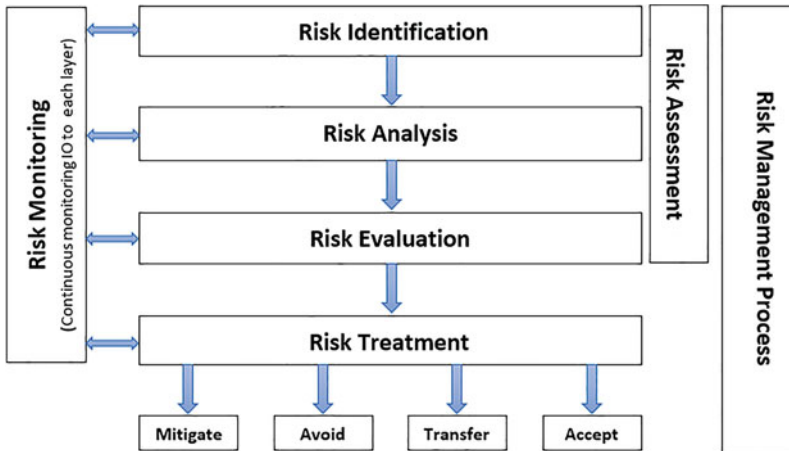 Risk Monitoring
(Continuous monitoring IO to each layer)
Risk Identification
Risk Analysis
Risk Evaluation
Risk Treatment
Mitigate
Avoid
Transfer
Accept
Risk Assessment
Risk Management Process